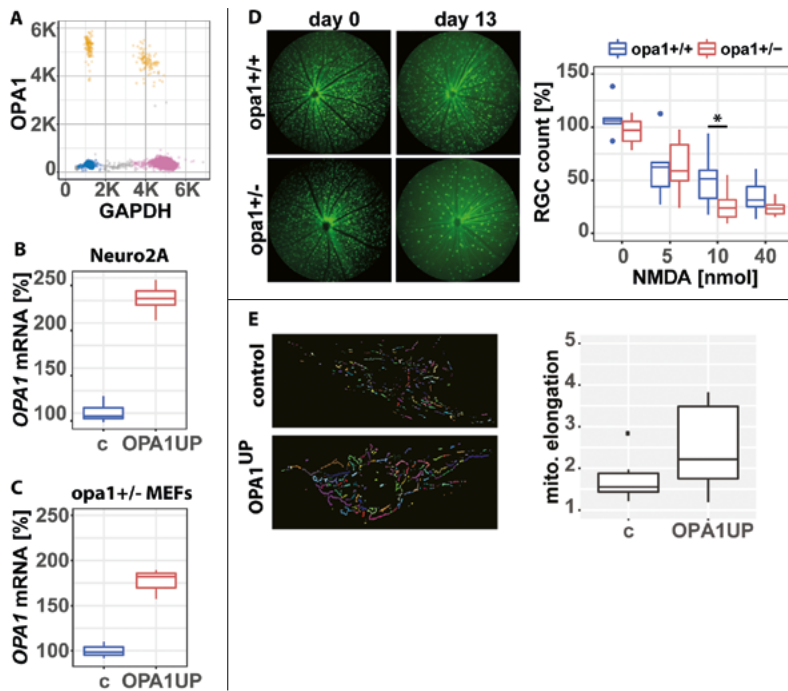 A
6K
4K
2K
0
OPA1
0 2K 4K 6K
GAPDH
B
Neuro2A
250
200
150
100
OPA1 mRNA [%]
c OPA1UP
C
opa1+/- MEFs
250
200
150
100
OPA1 mRNA [%]
c OPA1UP
D
day 0 day 13
opa1+/+
opa1+/-
opa1+/+ opa1+/−
150
100
50
0
RGC count [%]
*
0 5 10 40
NMDA [nmol]
E
control
OPA1UP
5
4
3
2
1
mito. elongation
c OPA1UP